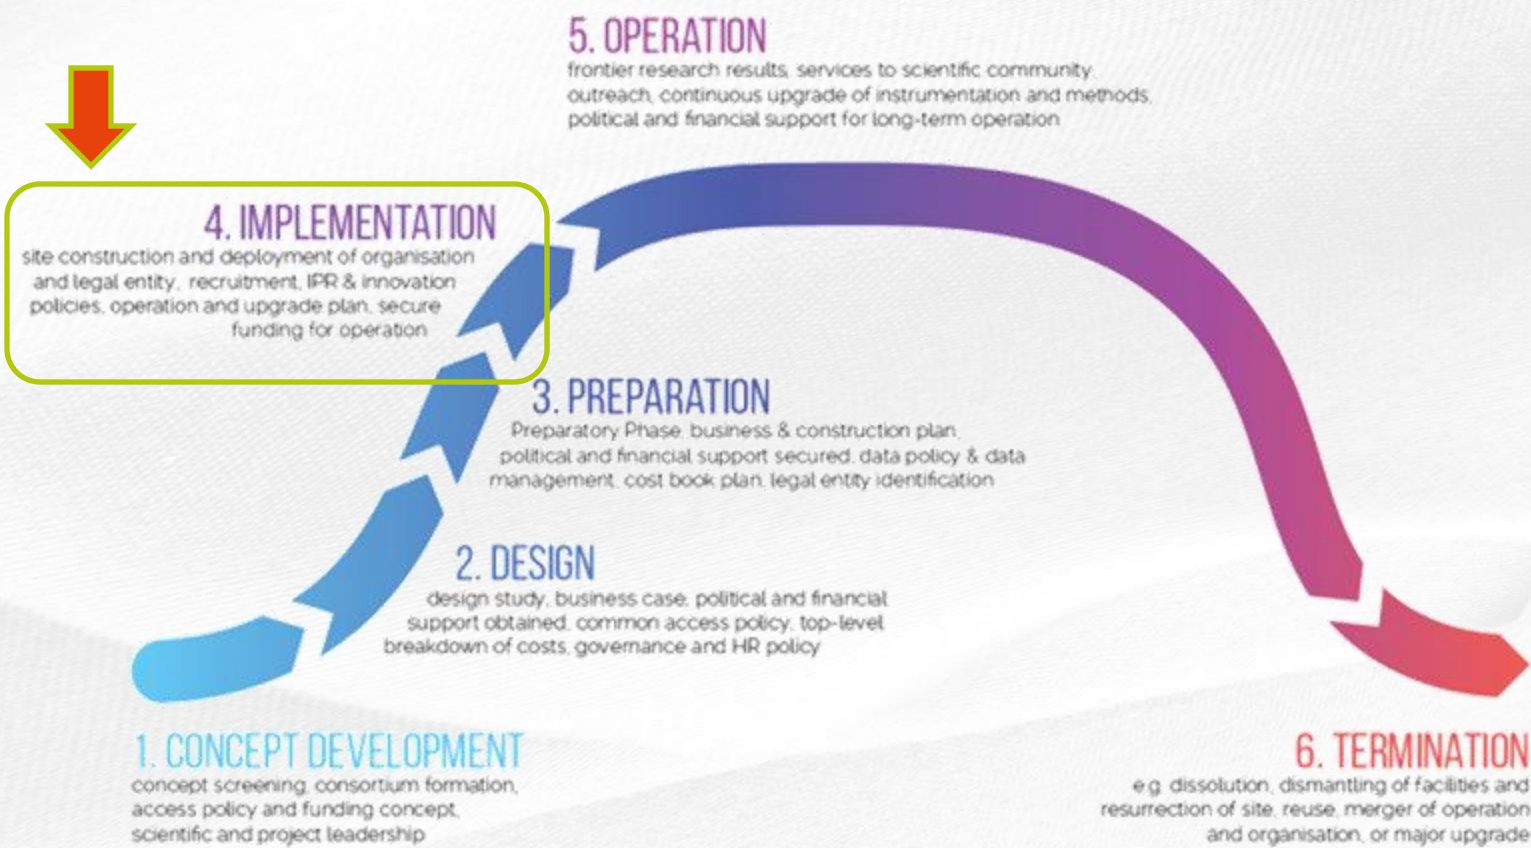 5. OPERATION
frontier research results, services to scientific community,
outreach, continuous upgrade of instrumentation and methods,
political and financial support for long-term operation
4. IMPLEMENTATION
site construction and deployment of organisation
and legal entity, recruitment, IPR & innovation
policies, operation and upgrade plan, secure
funding for operation
3. PREPARATION
Preparatory Phase, business & construction plan,
political and financial support secured, data policy & data
management, cost book plan, legal entity identification
2. DESIGN
design study, business case, political and financial
support obtained, common access policy, top-level
breakdown of costs, governance and HR policy
1. CONCEPT DEVELOPMENT
concept screening, consortium formation,
access policy and funding concept,
scientific and project leadership
6. TERMINATION
e.g. dissolution, dismantling of facilities and
resurrection of site, reuse, merger of operation
and organisation, or major upgrade